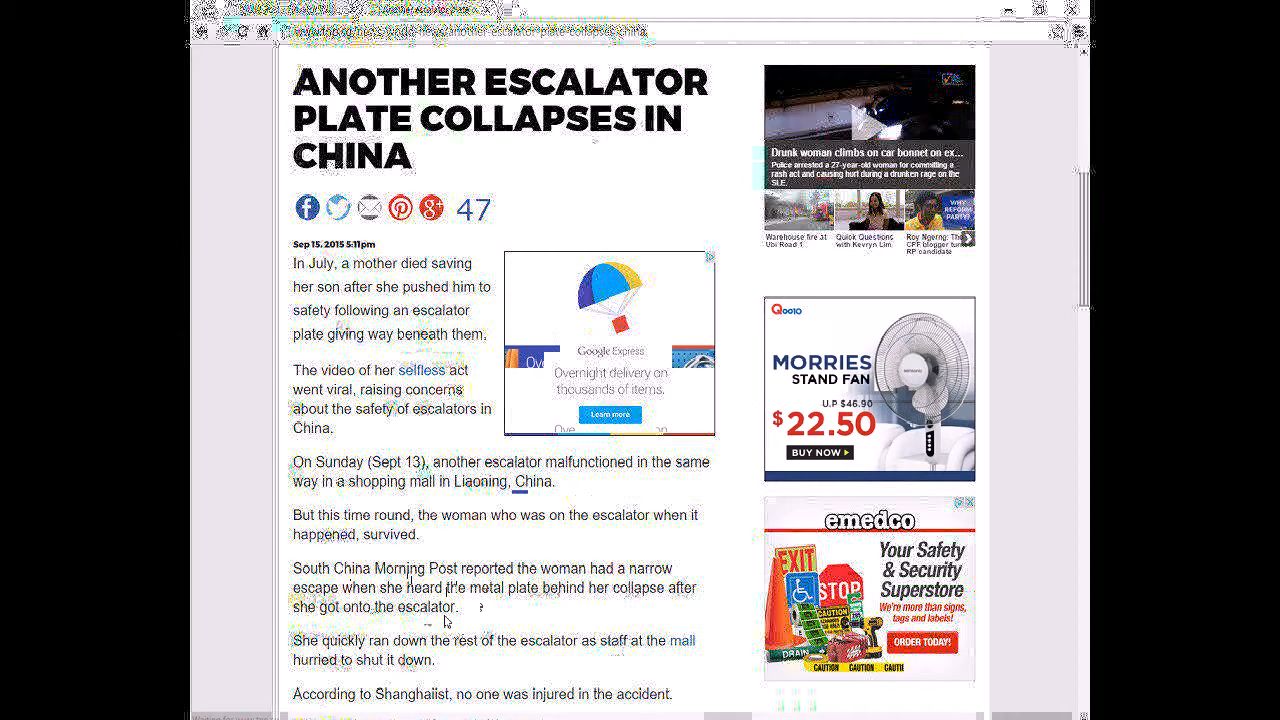 ANOTHER ESCALATOR
PLATE COLLAPSES IN
CHINA
47
Sep 15, 2015 5:11pm
In July, a mother died saving
her son after she pushed him to
safety following an escalator
plate giving way beneath them.
The video of her selfless act
went viral, raising concerns
about the safety of escalators in
China.
Google Express
Overnight delivery on
thousands of items.
Learn more
On Sunday (Sept 13), another escalator malfunctioned in the same
way in a shopping mall in Liaoning, China.
But this time round, the woman who was on the escalator when it
happened, survived.
South China Morning Post reported the woman had a narrow
escape when she heard the metal plate behind her collapse after
she got onto the escalator.
She quickly ran down the rest of the escalator as staff at the mall
hurried to shut it down.
According to Shanghaiist, no one was injured in the accident.
Drunk woman climbs on car bonnet on ex...
Police arrested a 27-year-old woman for committing a
rash act and causing hurt during a drunken rage on the
SLE.
WHY
REFORM
PARTY?
Warehouse fire at
Ubi Road 1
Quick Questions
with Kevryn Lim
Roy Ngerng: The
CPF blogger turned
RP candidate
Qoo10
MORRIES
STAND FAN
U.P $46.90
$22.50
BUY NOW
emedco
Your Safety
& Security
Superstore
We're more than signs,
tags and labels!
ORDER TODAY!
EXIT
STOP
CAUTION
DRAIN
CAUTION CAUTION CAUTI